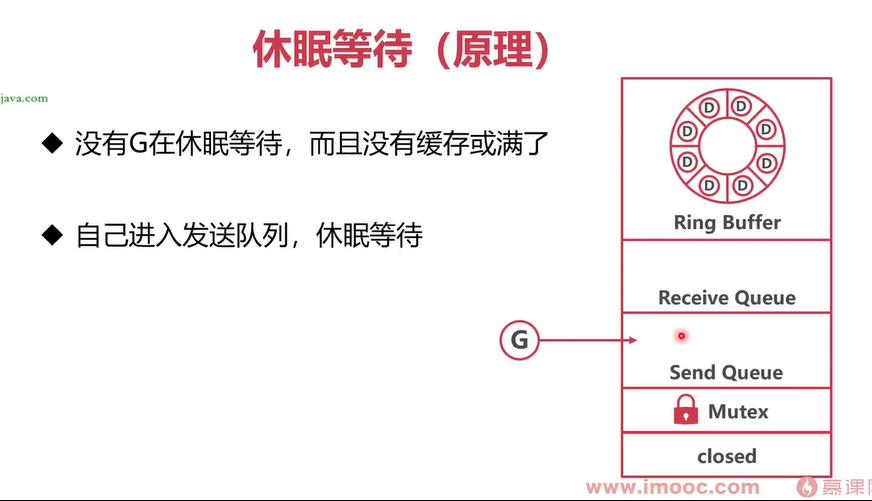 休眠等待（原理）
java.com
◆ 没有G在休眠等待，而且没有缓存或满了
◆ 自己进入发送队列，休眠等待
D D D D D D D D
Ring Buffer
Receive Queue
G
Send Queue
Mutex
closed
www.imooc.com 慕课网